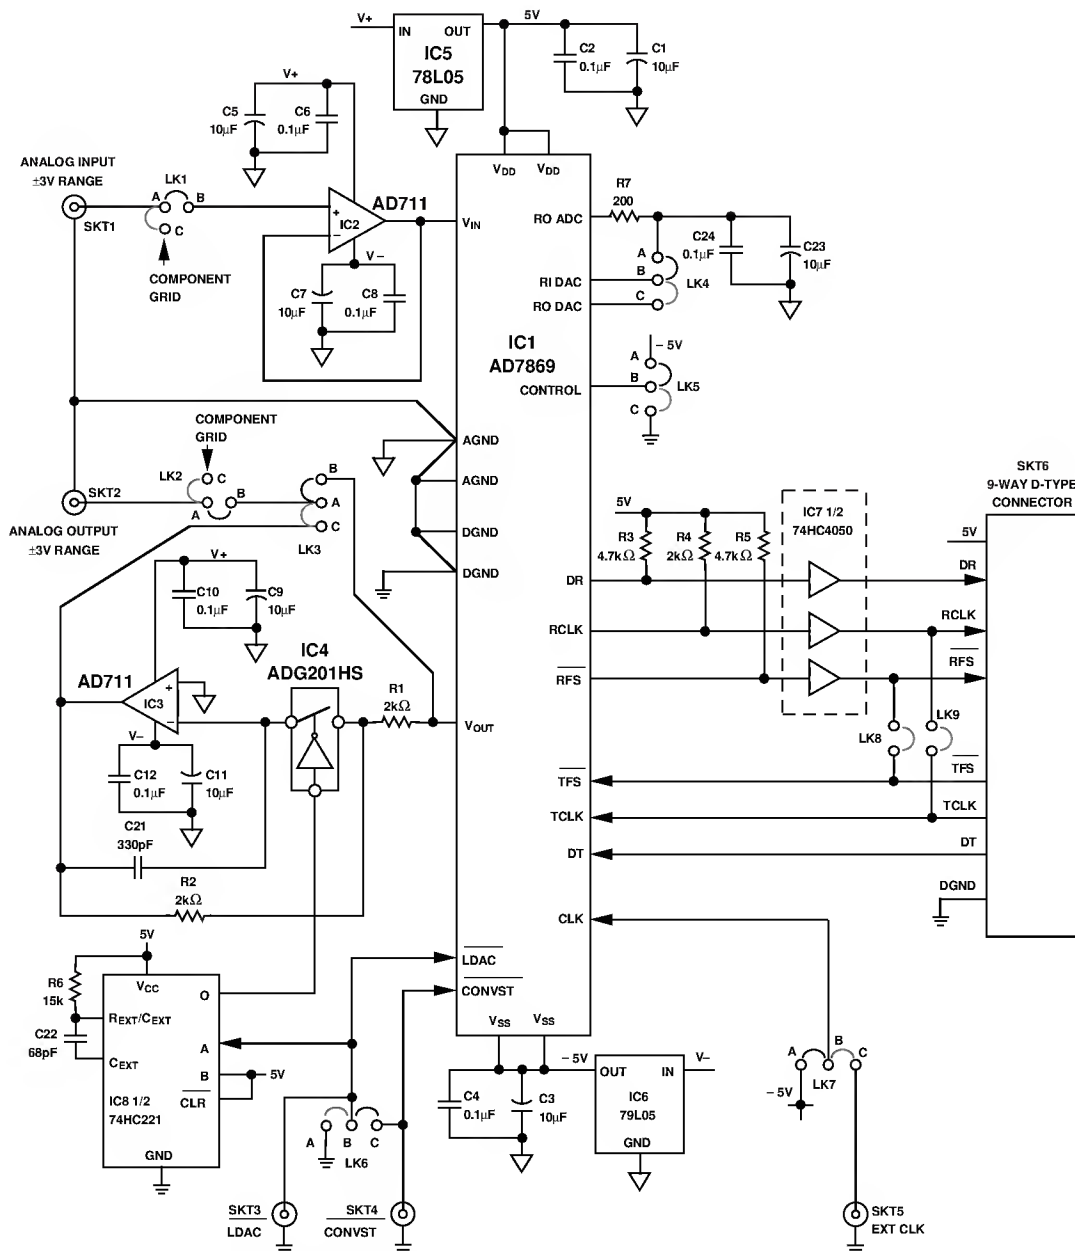 V+
IN
OUT
IC5
78L05
GND
5V
C2
0.1µF
C1
10µF
V+
C5
10µF
C6
0.1µF
VDD
VDD
ANALOG INPUT
±3V RANGE
SKT1
LK1
A
B
C
COMPONENT
GRID
AD711
+
IC2
–
V–
C7
10µF
C8
0.1µF
VIN
IC1
AD7869
RO ADC
R7
200
C24
0.1µF
C23
10µF
A
B
C
LK4
RI DAC
RO DAC
CONTROL
– 5V
A
B
C
LK5
AGND
AGND
DGND
DGND
COMPONENT
GRID
LK2
C
B
A
SKT2
ANALOG OUTPUT
±3V RANGE
B
A
C
LK3
V+
C10
0.1µF
C9
10µF
AD711
+
IC3
–
V–
C12
0.1µF
C11
10µF
IC4
ADG201HS
R1
2kΩ
VOUT
C21
330pF
R2
2kΩ
5V
R3
4.7kΩ
R4
2kΩ
R5
4.7kΩ
IC7 1/2
74HC4050
SKT6
9-WAY D-TYPE
CONNECTOR
5V
DR
DR
RCLK
RCLK
RFS
RFS
LK8
LK9
TFS
TFS
TCLK
TCLK
DT
DT
DGND
CLK
5V
R6
15k
C22
68pF
VCC
REXT/CEXT
CEXT
O
A
B
CLR
5V
IC8 1/2
74HC221
GND
LDAC
CONVST
VSS
VSS
– 5V
C4
0.1µF
C3
10µF
OUT
IN
IC6
79L05
GND
V–
A
B
C
LK6
A
B
C
LK7
– 5V
SKT3
LDAC
SKT4
CONVST
SKT5
EXT CLK